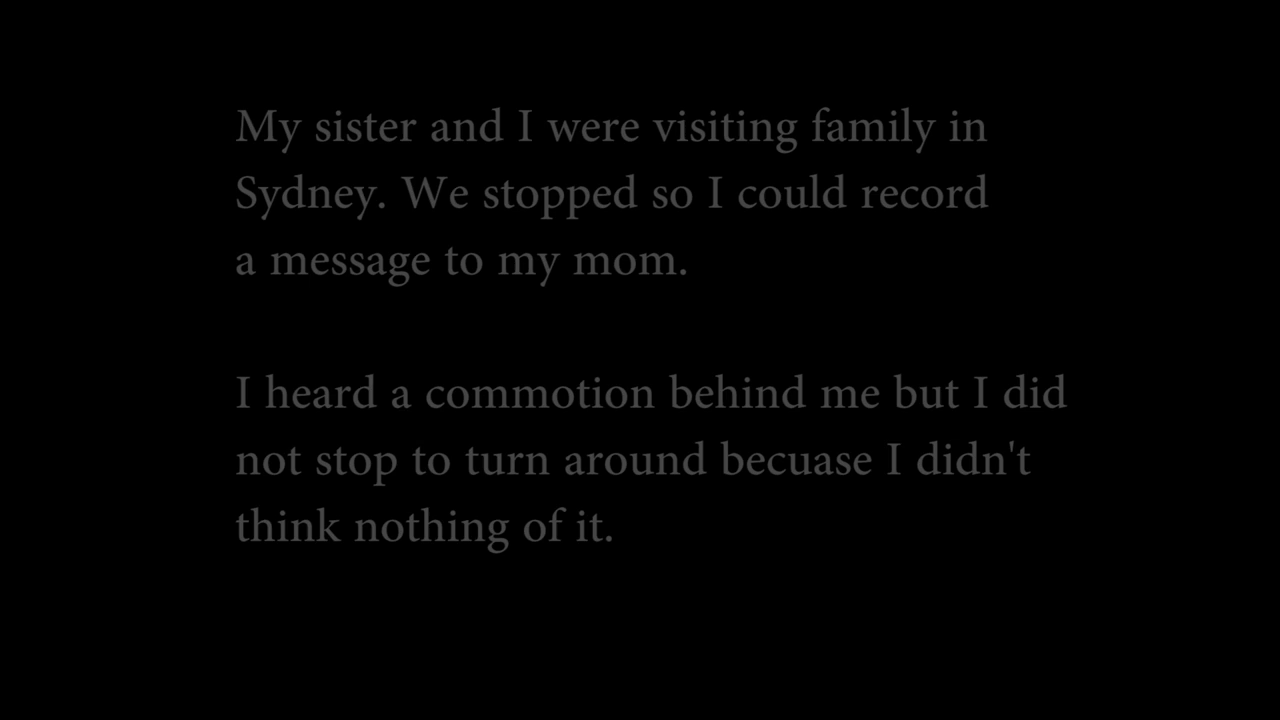 My sister and I were visiting family in
Sydney. We stopped so I could record
a message to my mom.
I heard a commotion behind me but I did
not stop to turn around becuase I didn't
think nothing of it.